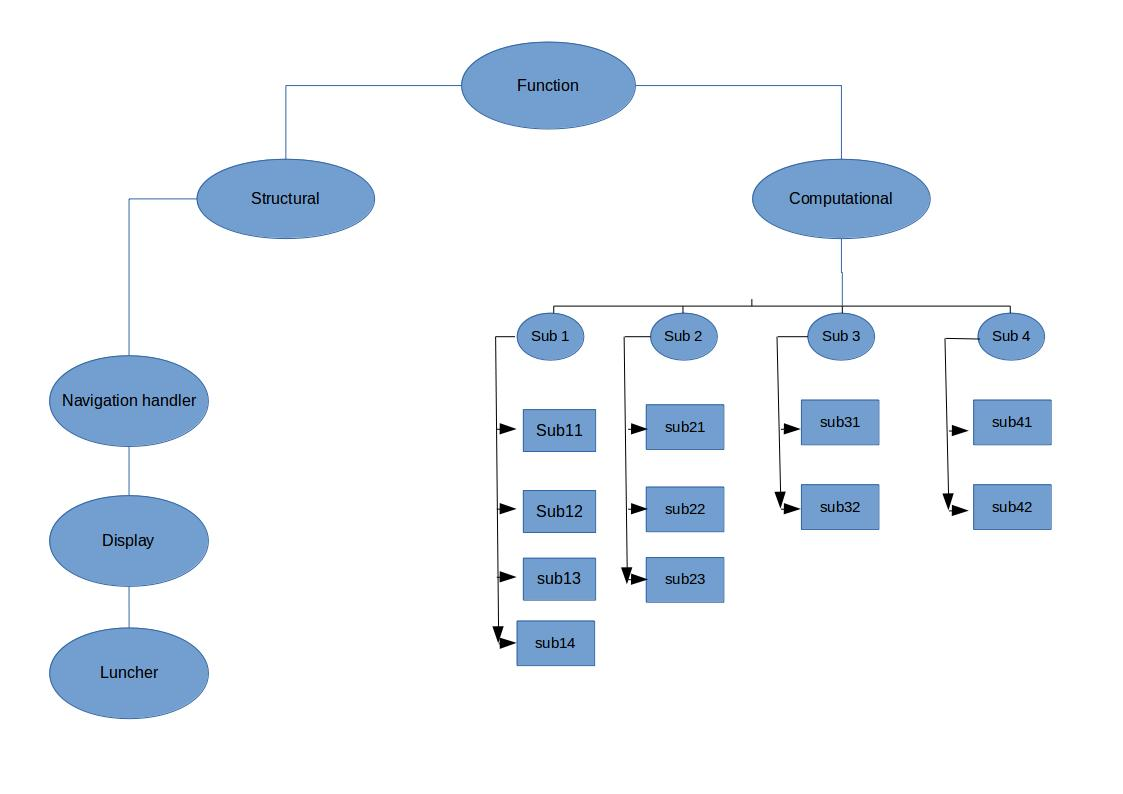 Function
Structural
Computational
Sub 1
Sub 2
Sub 3
Sub 4
Navigation handler
Sub11
sub21
sub31
sub41
Sub12
sub22
sub32
sub42
Display
sub13
sub23
sub14
Luncher